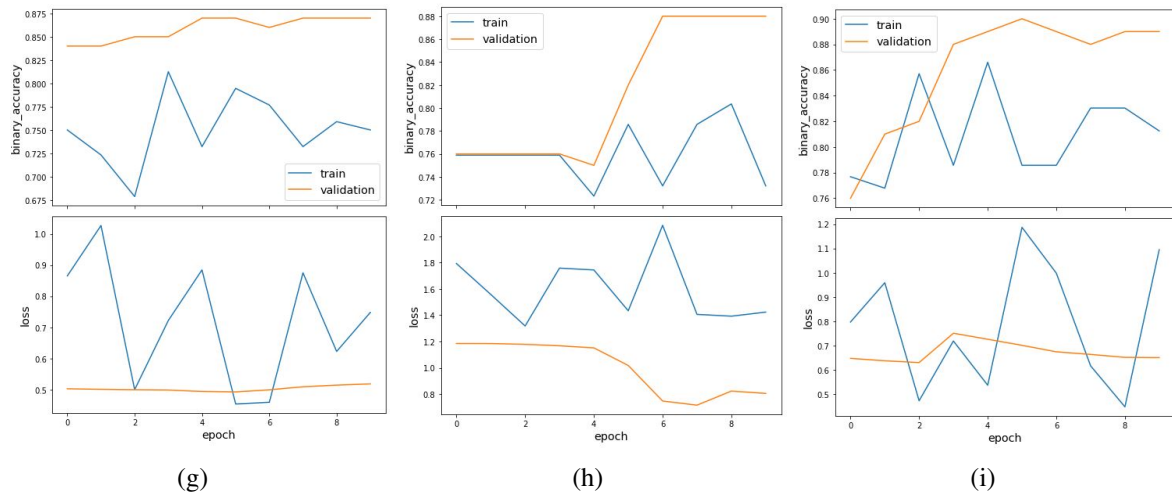 binary_accuracy
0.875
0.850
0.825
0.800
0.775
0.750
0.725
0.700
0.675
train
validation
loss
1.0
0.9
0.8
0.7
0.6
0.5
0 2 4 6 8
epoch
(g)
binary_accuracy
0.88
0.86
0.84
0.82
0.80
0.78
0.76
0.74
0.72
train
validation
loss
2.0
1.8
1.6
1.4
1.2
1.0
0.8
0 2 4 6 8
epoch
(h)
binary_accuracy
0.90
0.88
0.86
0.84
0.82
0.80
0.78
0.76
train
validation
loss
1.2
1.1
1.0
0.9
0.8
0.7
0.6
0.5
0 2 4 6 8
epoch
(i)